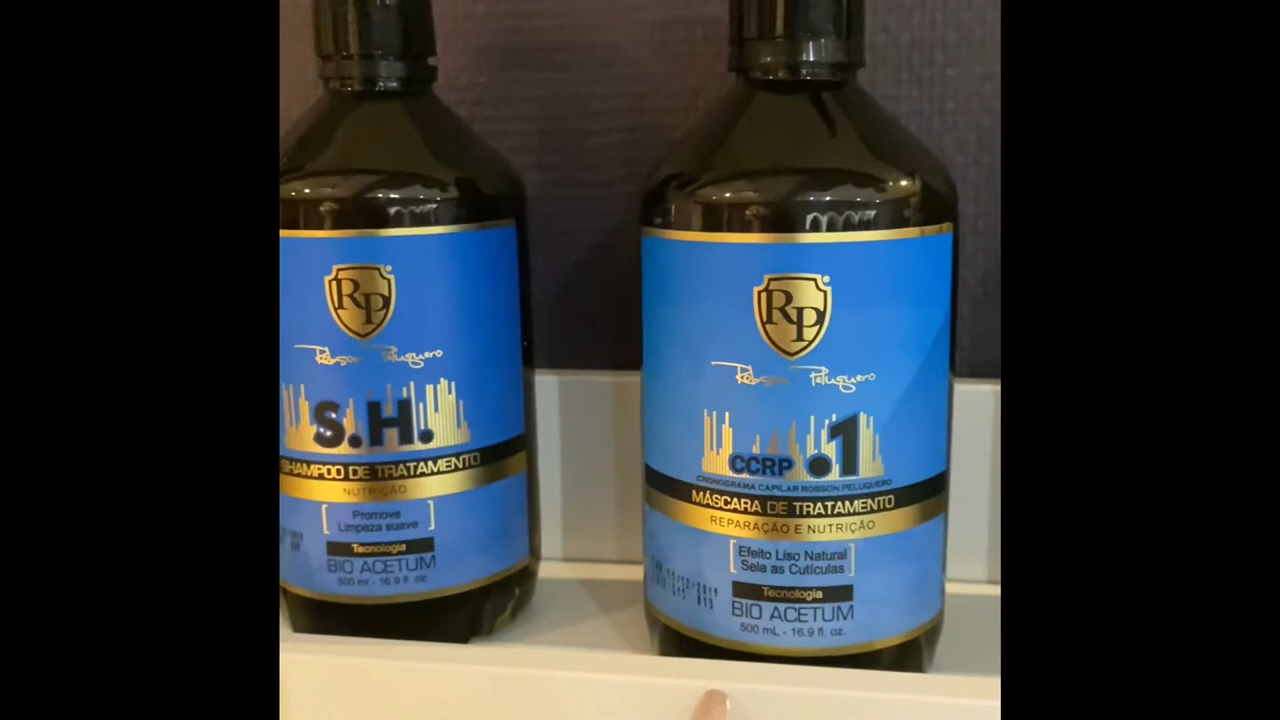 RP
Robson Peluquero
S.H.
SHAMPOO DE TRATAMENTO
NUTRIÇÃO
Promove
Limpeza suave
Tecnologia
BIO ACETUM
500 ml - 16.9 fl. oz
RP
Robson Peluquero
CCRP .1
CRONOGRAMA CAPILAR ROBSON PELUQUERO
MÁSCARA DE TRATAMENTO
REPARAÇÃO E NUTRIÇÃO
Efeito Liso Natural
Sela as Cutículas
Tecnologia
BIO ACETUM
500 mL - 16.9 fl. oz.